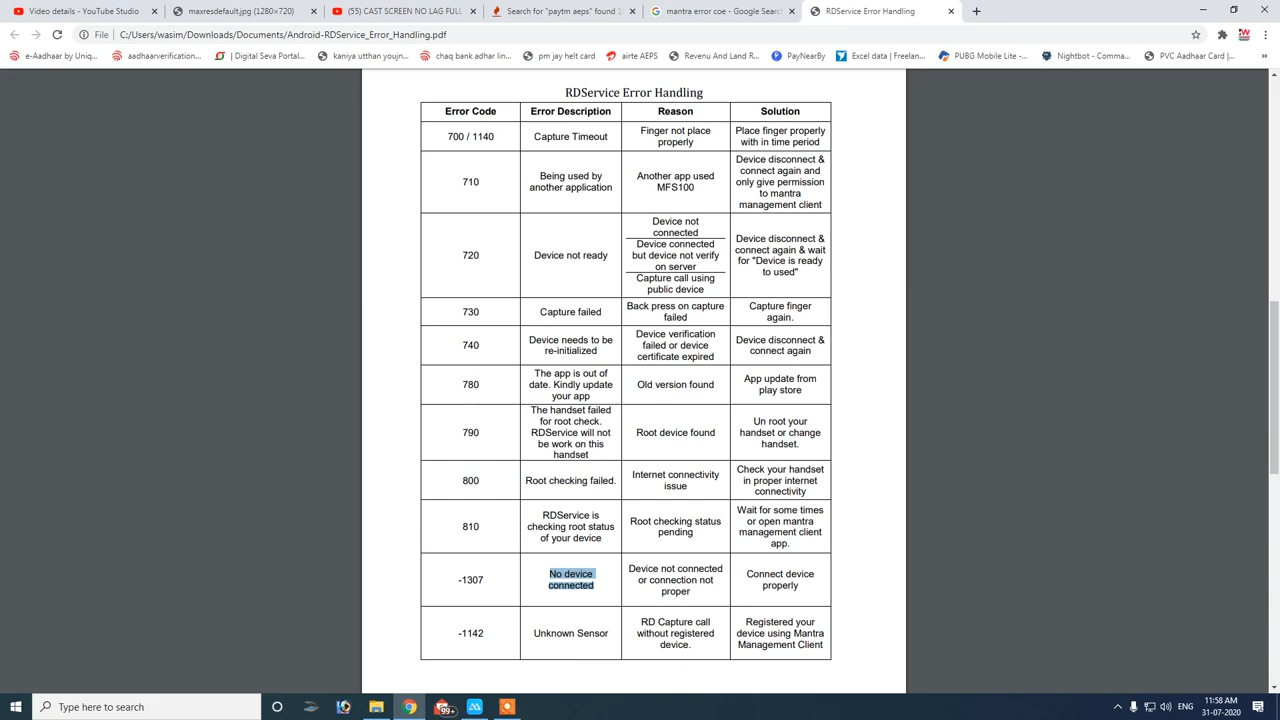 Video details - YouTube Studio
maxresdefault.jpg (1280×720)
(55) CAST SCREEN NO LAG FULL
Search for "paytm aeps" found 1
mantra error coe - Google Search
RDService Error Handling
File
C:/Users/wasim/Downloads/Documents/Android-RDService_Error_Handling.pdf
e-Aadhaar by Uniq...
aadhaarverification...
| Digital Seva Portal...
kaniya utthan youjn...
chaq bank adhar lin...
pm jay helt card
airte AEPS
Revenu And Land R...
PayNearBy
Excel data | Freelan...
PUBG Mobile Lite -...
Nightbot - Comma...
PVC Aadhaar Card |...
»
RDService Error Handling
Error Code
Error Description
Reason
Solution
700 / 1140
Capture Timeout
Finger not place
properly
Place finger properly
with in time period
710
Being used by
another application
Another app used
MFS100
Device disconnect &
connect again and
only give permission
to mantra
management client
720
Device not ready
Device not
connected
Device connected
but device not verify
on server
Capture call using
public device
Device disconnect &
connect again & wait
for "Device is ready
to used"
730
Capture failed
Back press on capture
failed
Capture finger
again.
740
Device needs to be
re-initialized
Device verification
failed or device
certificate expired
Device disconnect &
connect again
780
The app is out of
date. Kindly update
your app
Old version found
App update from
play store
790
The handset failed
for root check.
RDService will not
be work on this
handset
Root device found
Un root your
handset or change
handset.
800
Root checking failed.
Internet connectivity
issue
Check your handset
in proper internet
connectivity
810
RDService is
checking root status
of your device
Root checking status
pending
Wait for some times
or open mantra
management client
app.
-1307
No device
connected
Device not connected
or connection not
proper
Connect device
properly
-1142
Unknown Sensor
RD Capture call
without registered
device.
Registered your
device using Mantra
Management Client
Type here to search
99+
ENG
11:58 AM
31-07-2020